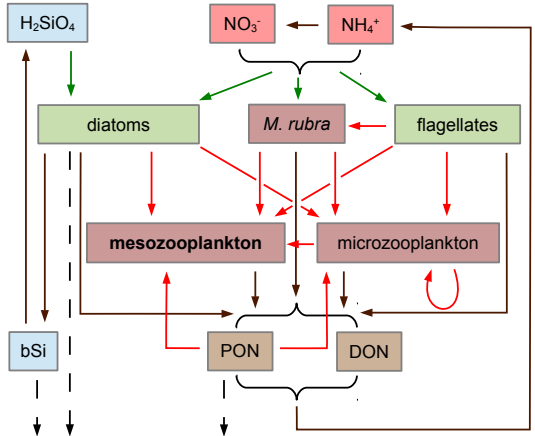 H₂SiO₄
NO₃⁻
NH₄⁺
diatoms
M. rubra
flagellates
mesozooplankton
microzooplankton
bSi
PON
DON